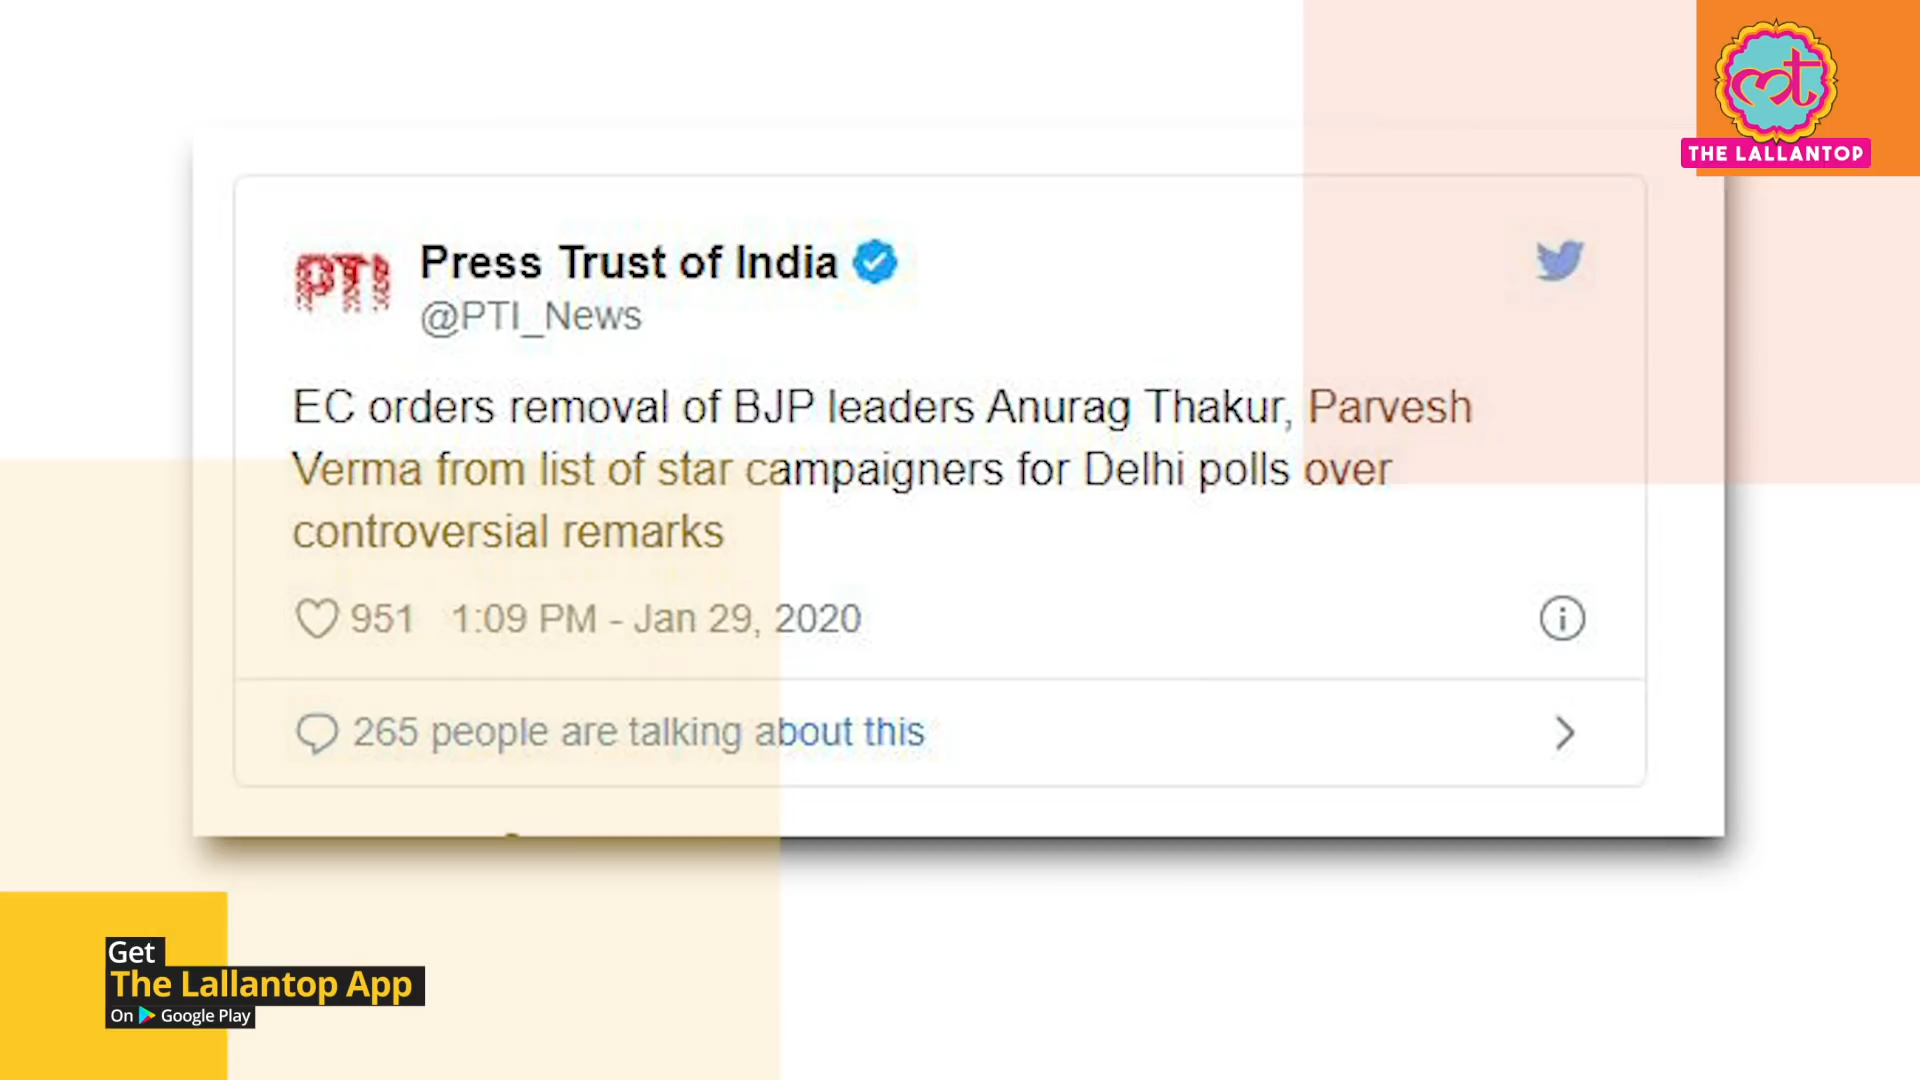 THE LALLANTOP
PTI
Press Trust of India
@PTI_News
EC orders removal of BJP leaders Anurag Thakur, Parvesh
Verma from list of star campaigners for Delhi polls over
controversial remarks
951 1:09 PM - Jan 29, 2020
265 people are talking about this
Get
The Lallantop App
On Google Play